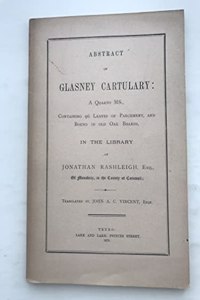 ABSTRACT
OF
GLASNEY CARTULARY:
A QUARTO MS.,
CONTAINING 96 LEAVES OF PARCHMENT, AND
BOUND IN OLD OAK BOARDS,
IN THE LIBRARY
OF
JONATHAN RASHLEIGH, ESQ.,
Of Menabilly, in the County of Cornwall:
TRANSLATED BY JOHN A. C. VINCENT, ESQR.
TRURO:
LAKE AND LAKE, PRINCES STREET,